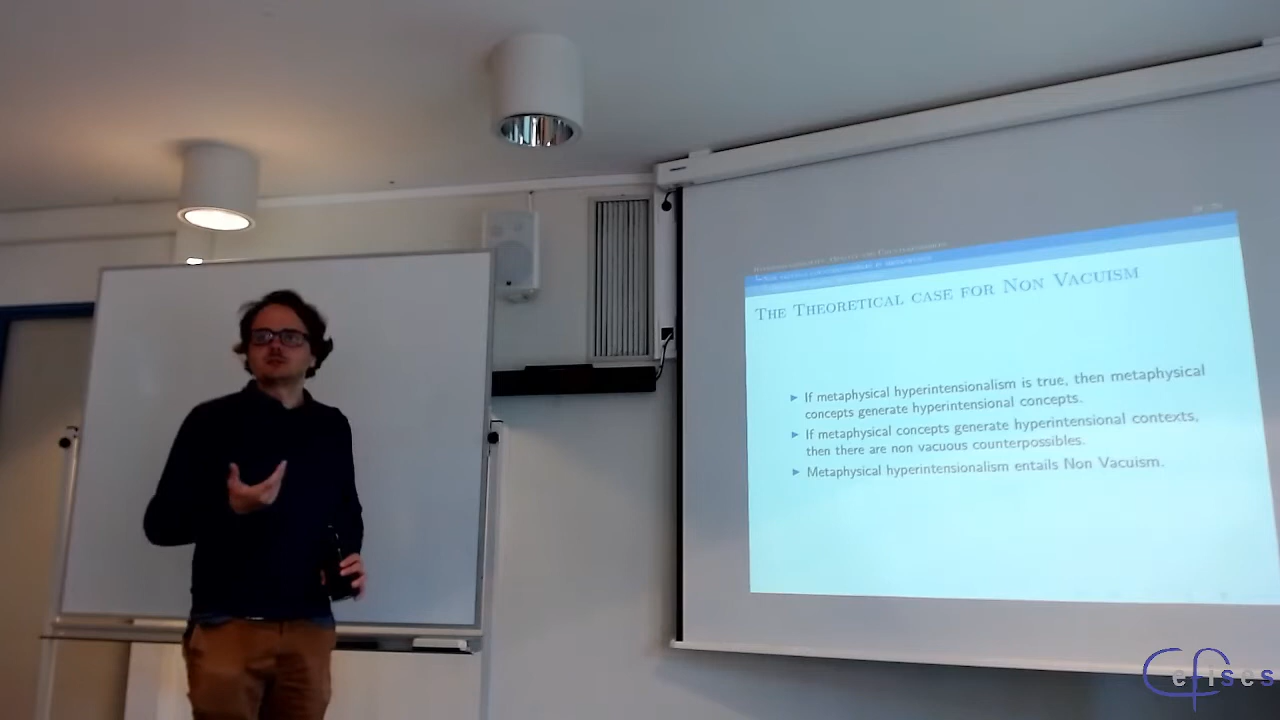 THE THEORETICAL CASE FOR NON VACUISM
▶ If metaphysical hyperintensionalism is true, then metaphysical
concepts generate hyperintensional concepts.
▶ If metaphysical concepts generate hyperintensional contexts,
then there are non vacuous counterpossibles.
▶ Metaphysical hyperintensionalism entails Non Vacuism.
Cefises